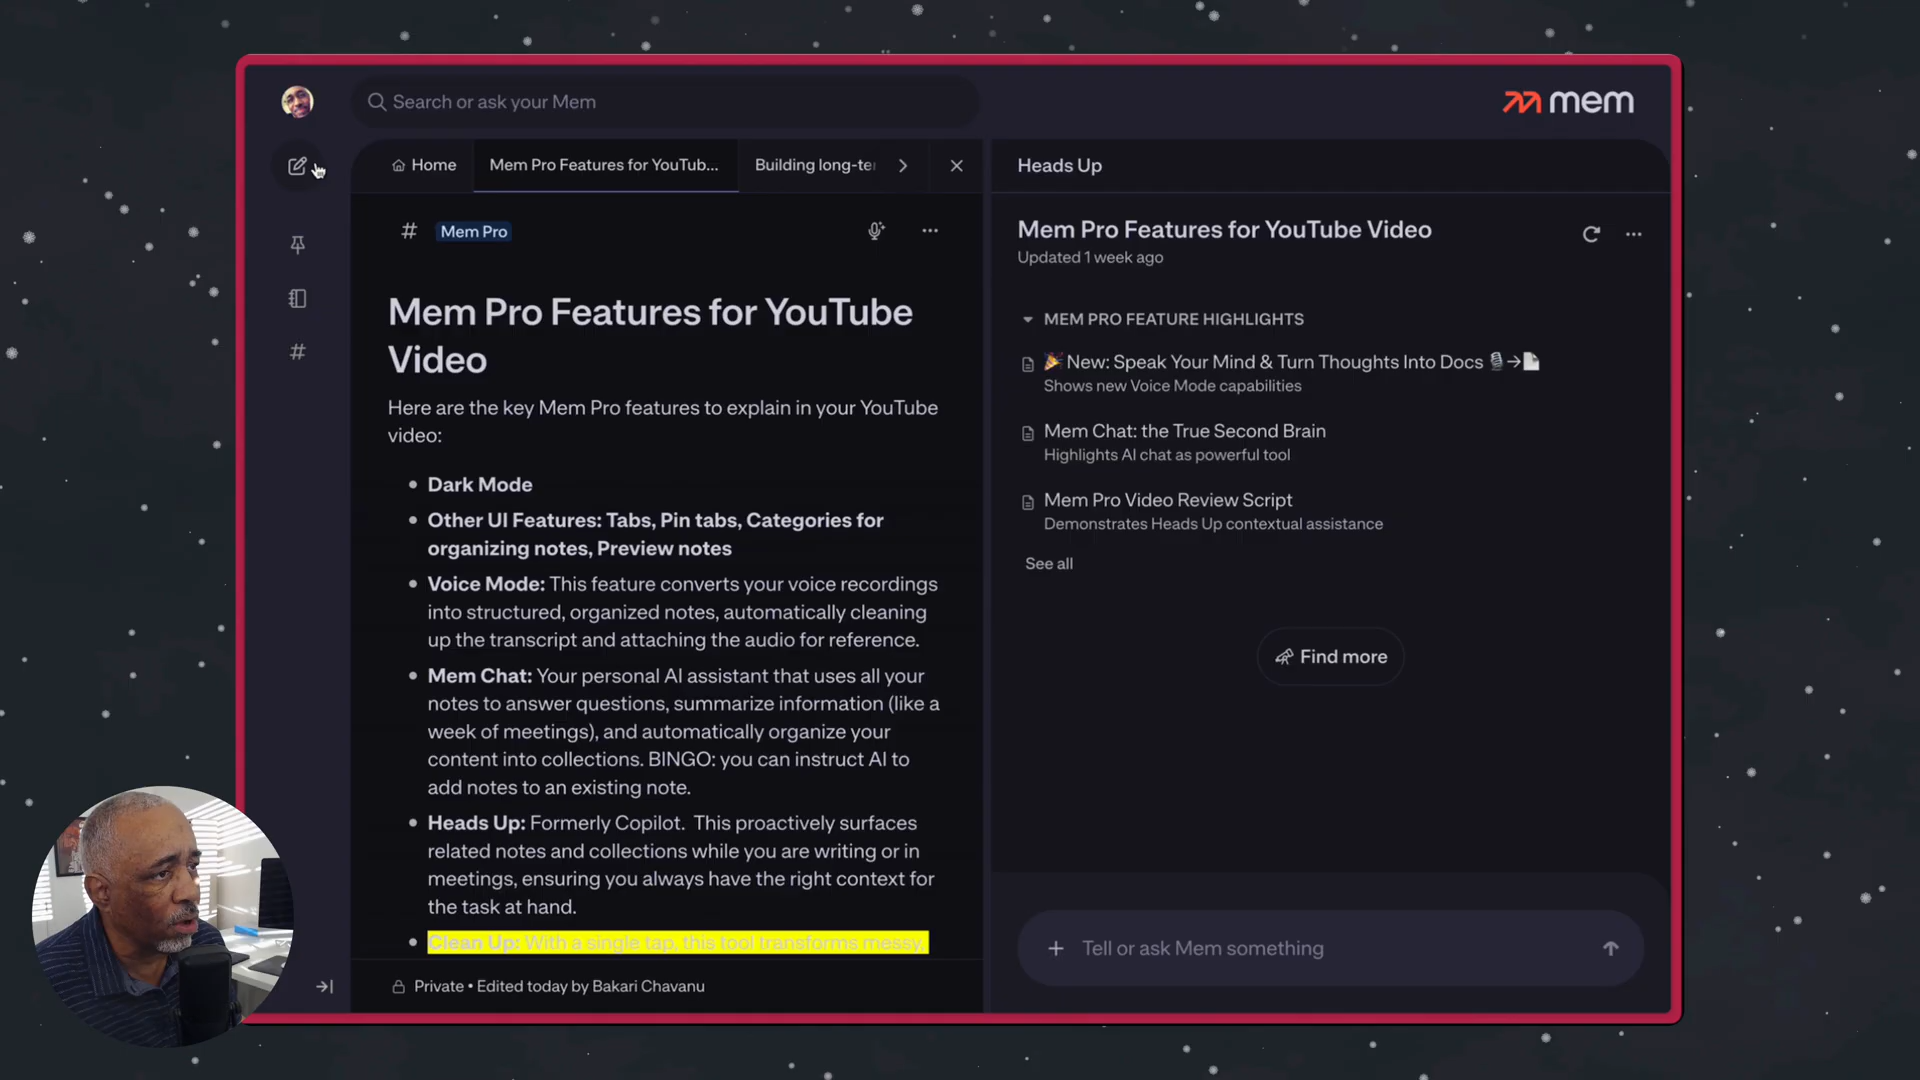 Search or ask your Mem
mem
Home
Mem Pro Features for YouTub...
Building long-te
Heads Up
# Mem Pro
Mem Pro Features for YouTube
Video
Here are the key Mem Pro features to explain in your YouTube
video:
• Dark Mode
• Other UI Features: Tabs, Pin tabs, Categories for
organizing notes, Preview notes
• Voice Mode: This feature converts your voice recordings
into structured, organized notes, automatically cleaning
up the transcript and attaching the audio for reference.
• Mem Chat: Your personal AI assistant that uses all your
notes to answer questions, summarize information (like a
week of meetings), and automatically organize your
content into collections. BINGO: you can instruct AI to
add notes to an existing note.
• Heads Up: Formerly Copilot.  This proactively surfaces
related notes and collections while you are writing or in
meetings, ensuring you always have the right context for
the task at hand.
• Clean Up: With a single tap, this tool transforms messy,
Private • Edited today by Bakari Chavanu
Mem Pro Features for YouTube Video
Updated 1 week ago
MEM PRO FEATURE HIGHLIGHTS
🎉New: Speak Your Mind & Turn Thoughts Into Docs 🎙️→📄
Shows new Voice Mode capabilities
Mem Chat: the True Second Brain
Highlights AI chat as powerful tool
Mem Pro Video Review Script
Demonstrates Heads Up contextual assistance
See all
Find more
Tell or ask Mem something